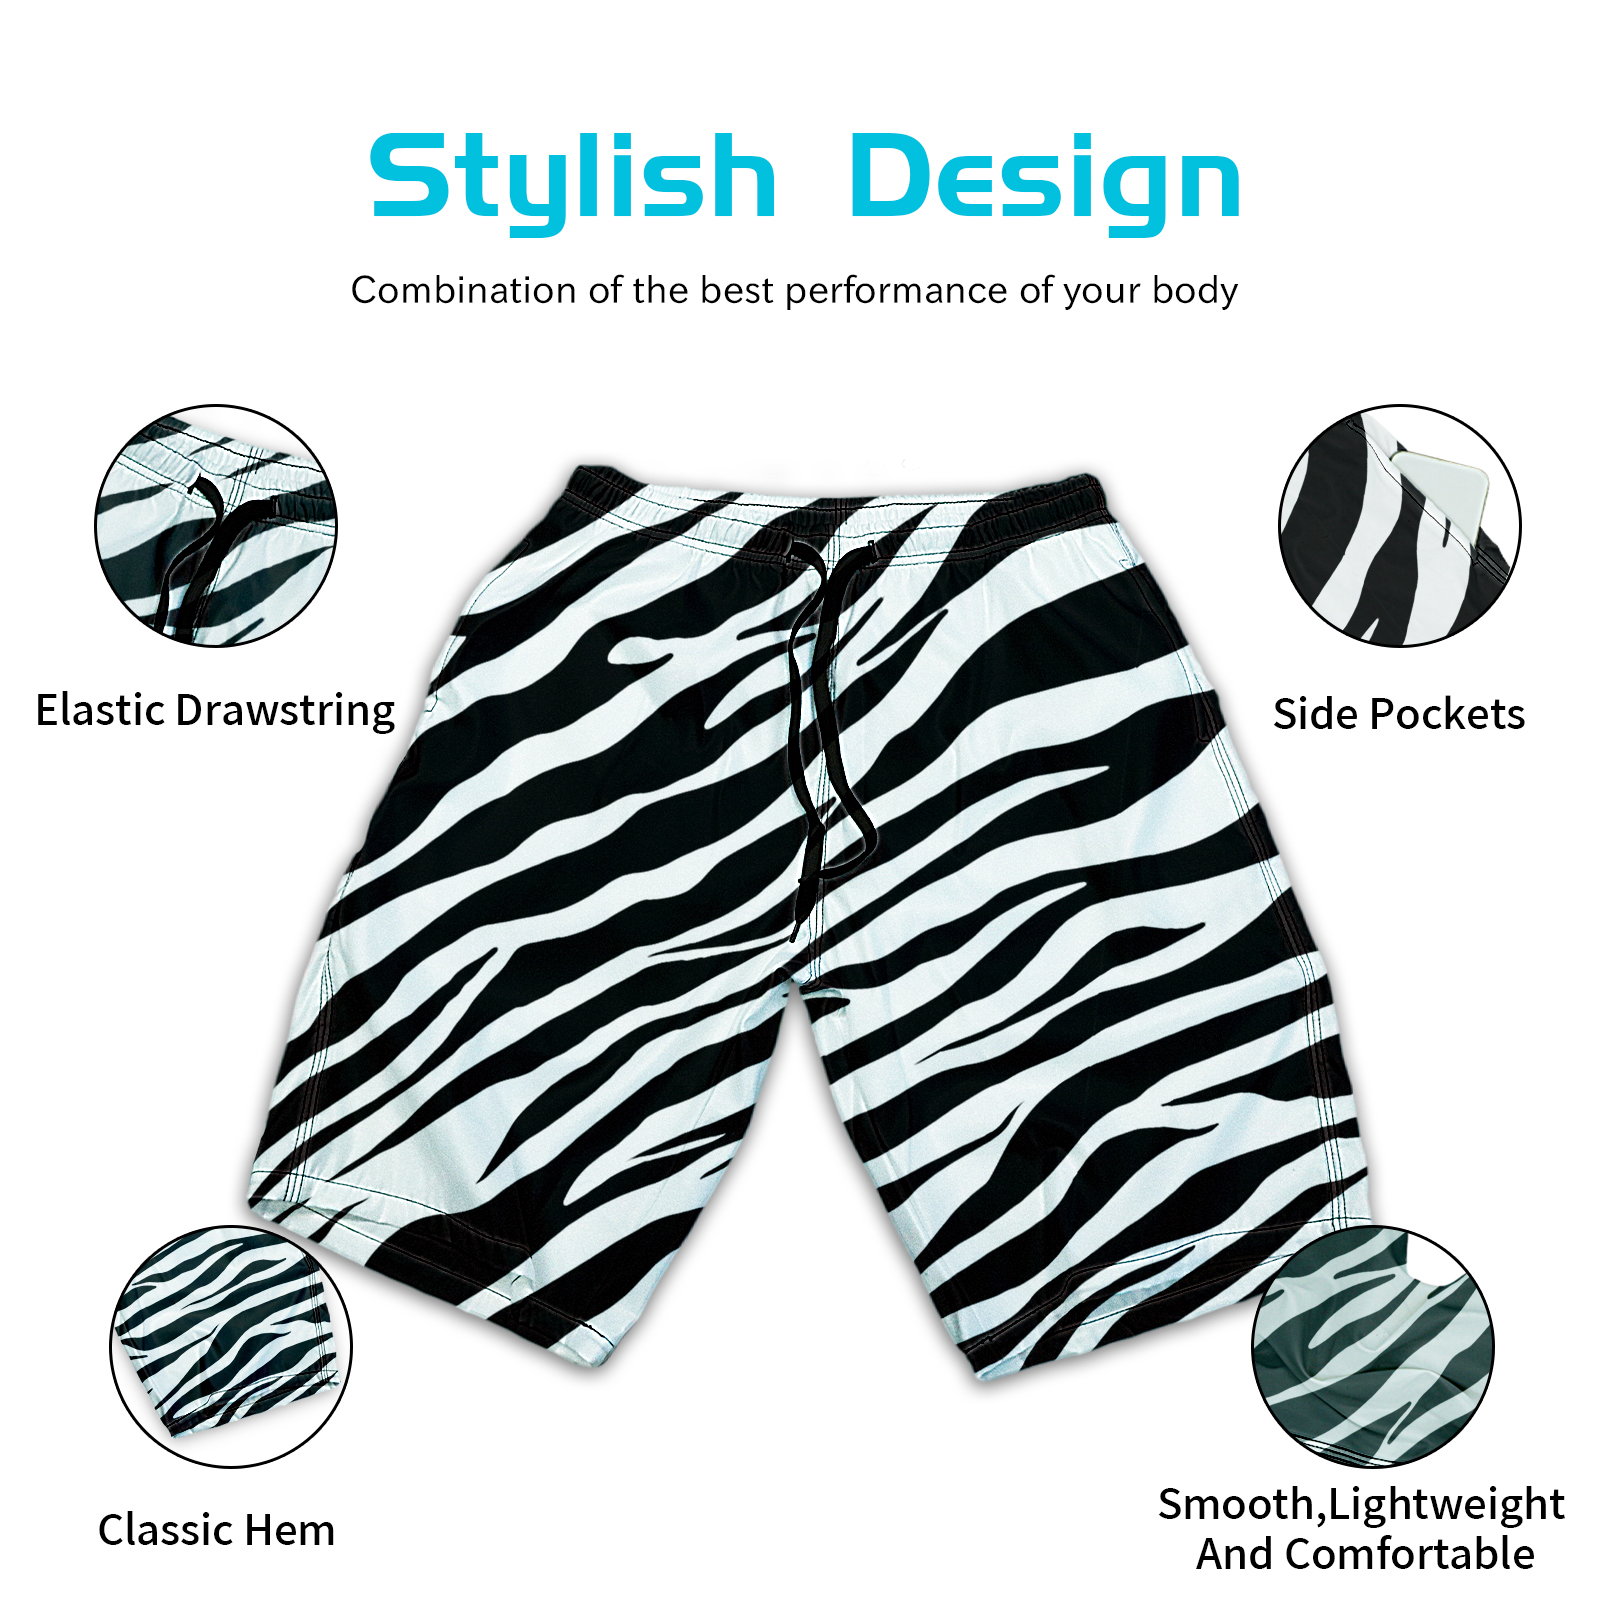 Stylish Design
Combination of the best performance of your body
Elastic Drawstring
Side Pockets
Classic Hem
Smooth,Lightweight
And Comfortable